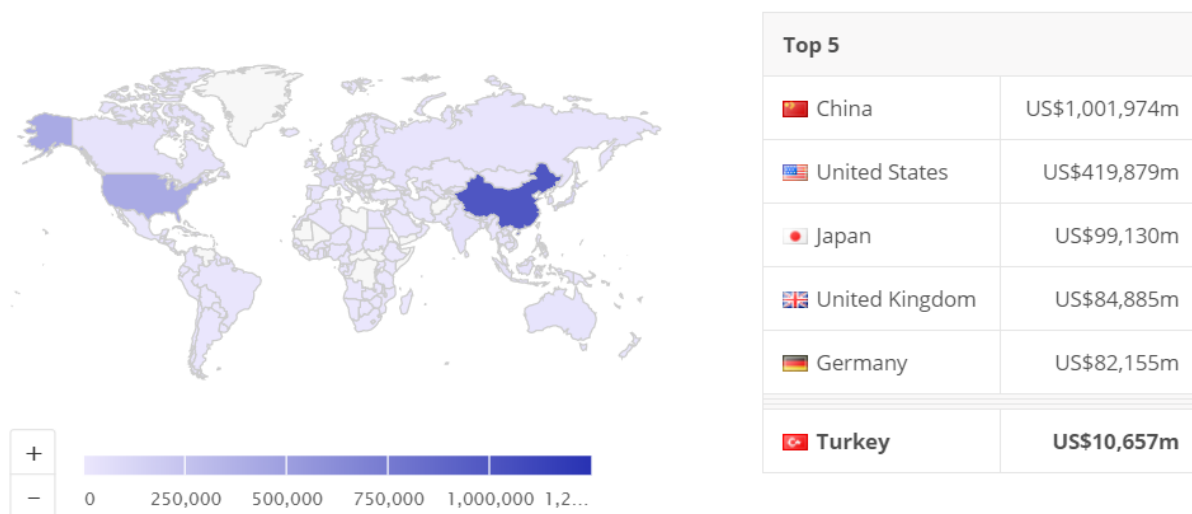 Top 5
China US$1,001,974m
United States US$419,879m
Japan US$99,130m
United Kingdom US$84,885m
Germany US$82,155m
Turkey US$10,657m
+
−
0 250,000 500,000 750,000 1,000,000 1,2...